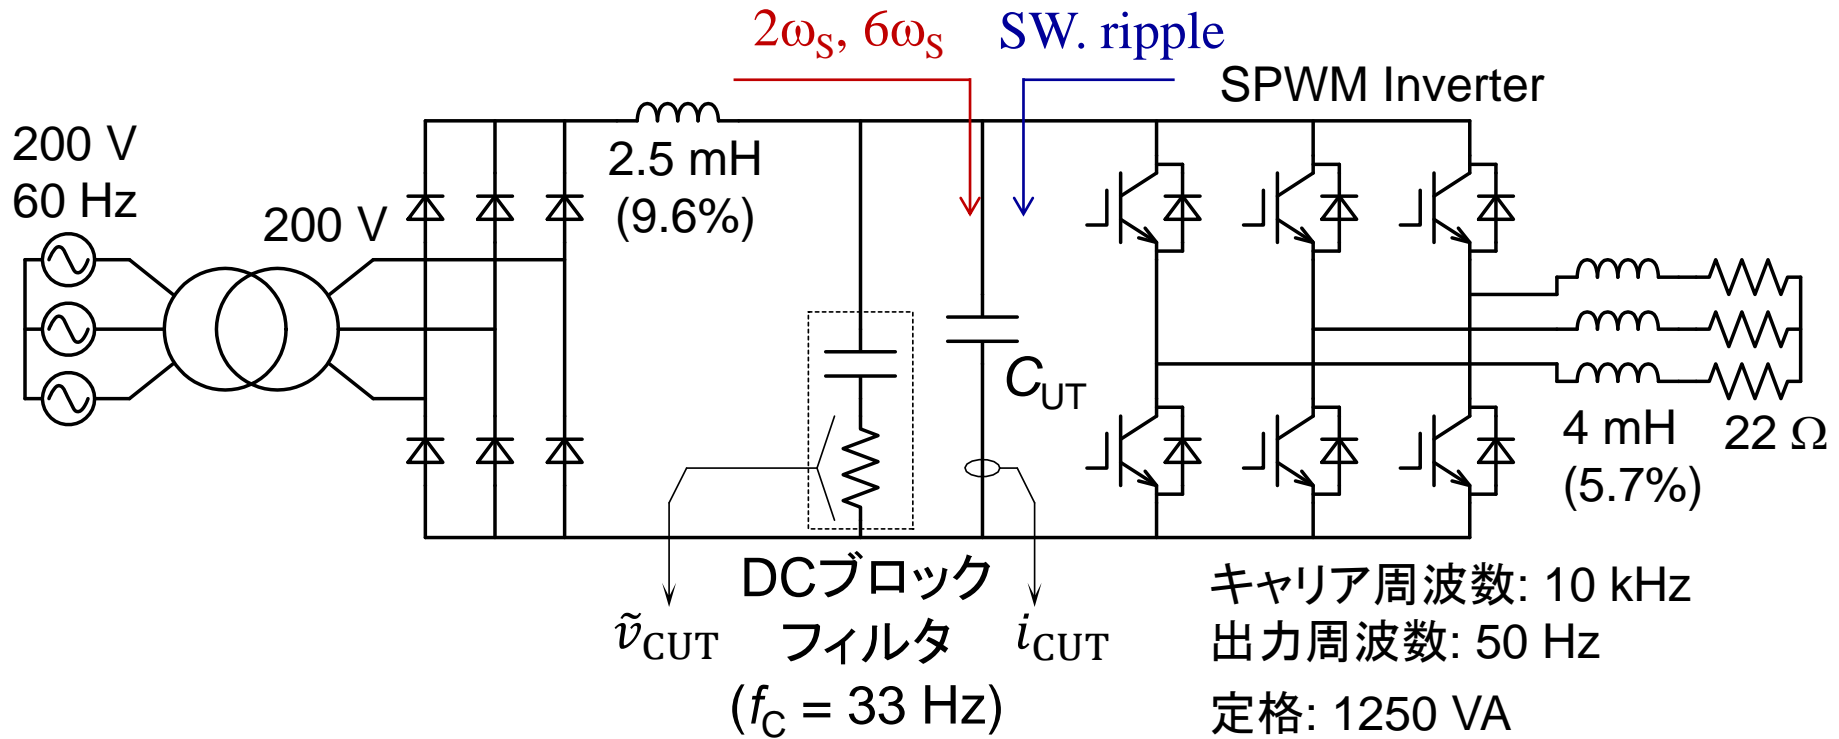 2ωS, 6ωS
SW. ripple
SPWM Inverter
200 V
60 Hz
200 V
2.5 mH
(9.6%)
CUT
4 mH
(5.7%)
22 Ω
ṽCUT
DCブロック
フィルタ
(fC = 33 Hz)
iCUT
キャリア周波数: 10 kHz
出力周波数: 50 Hz
定格: 1250 VA